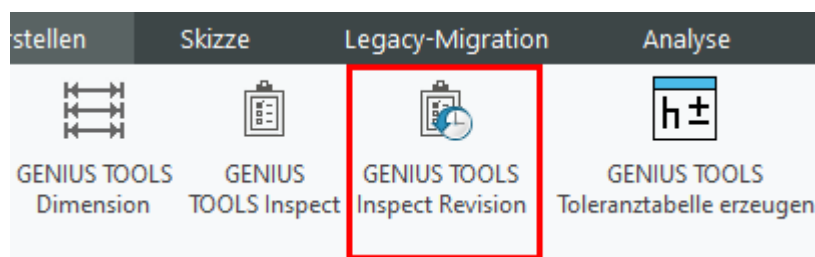 rstellen Skizze Legacy-Migration Analyse
h±
GENIUS TOOLS Dimension
GENIUS TOOLS Inspect
GENIUS TOOLS Inspect Revision
GENIUS TOOLS Toleranztabelle erzeugen